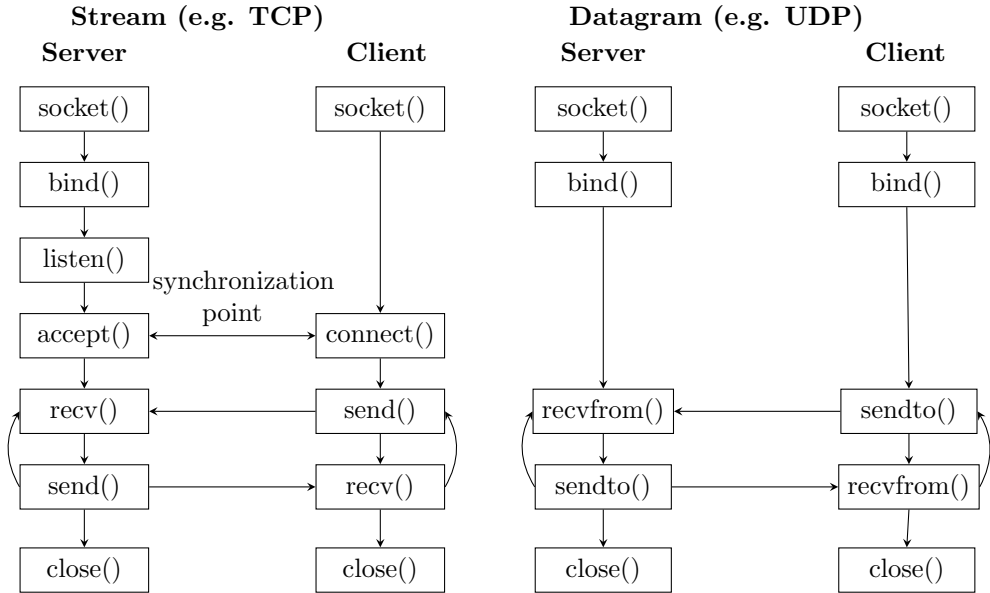 Stream (e.g. TCP)
Server
Client
socket()
bind()
listen()
accept()
recv()
send()
close()
synchronization
point
socket()
connect()
send()
recv()
close()
Datagram (e.g. UDP)
Server
Client
socket()
bind()
recvfrom()
sendto()
close()
socket()
bind()
sendto()
recvfrom()
close()